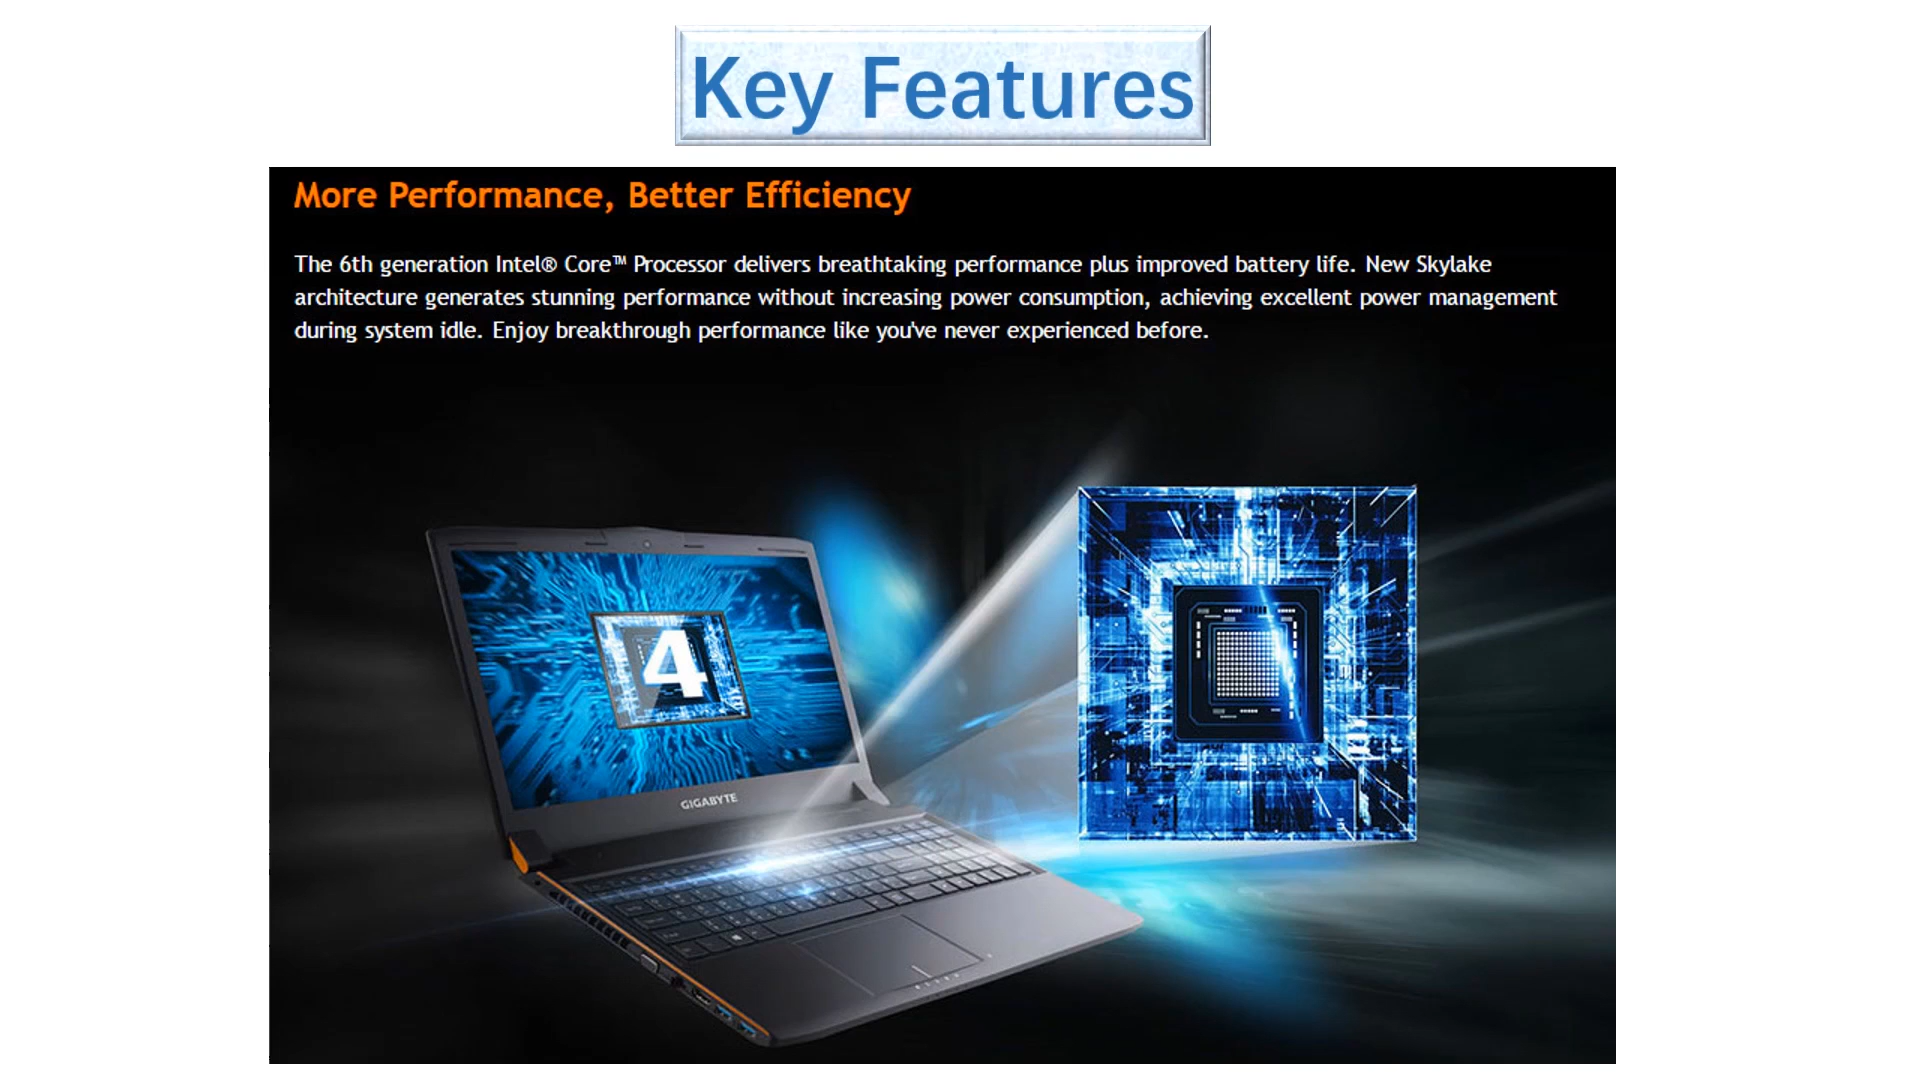 Key Features
More Performance, Better Efficiency
The 6th generation Intel® Core™ Processor delivers breathtaking performance plus improved battery life. New Skylake
architecture generates stunning performance without increasing power consumption, achieving excellent power management
during system idle. Enjoy breakthrough performance like you've never experienced before.
4
GIGABYTE